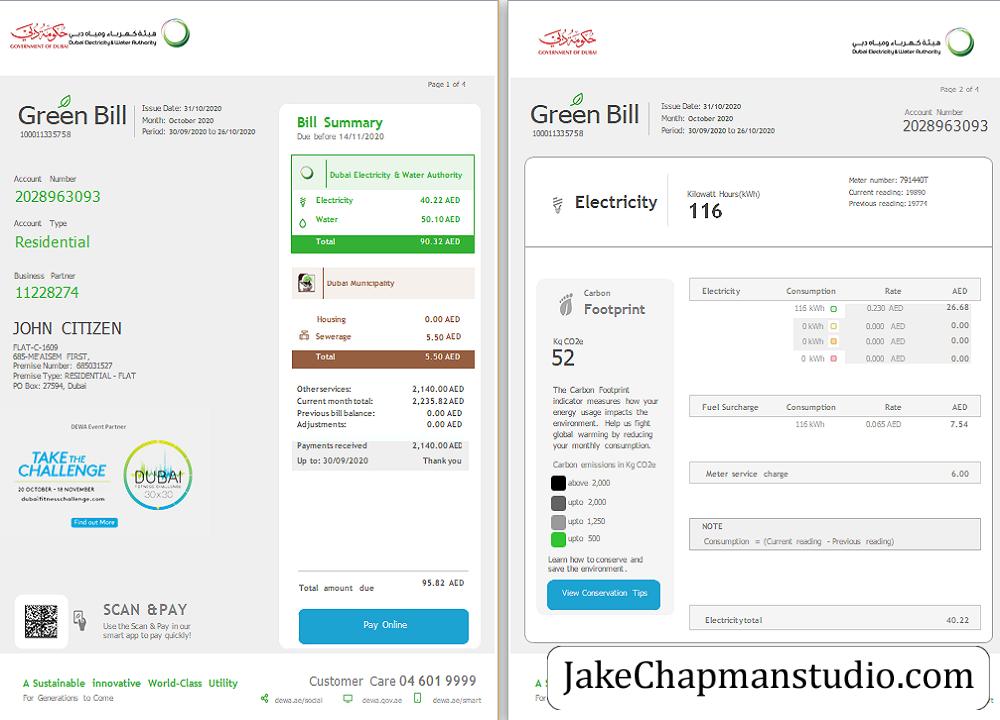 حكومة دبي
GOVERNMENT OF DUBAI
هيئة كهرباء ومياه دبي
Dubai Electricity & Water Authority
Page 1 of 4
Green Bill
100011335758
Issue Date: 31/10/2020
Month: October 2020
Period: 30/09/2020 to 26/10/2020
Account Number
2028963093
Account Type
Residential
Business Partner
11228274
JOHN CITIZEN
FLAT-C-1609
685-ME'AISEM FIRST,
Premise Number: 685031527
Premise Type: RESIDENTIAL - FLAT
PO Box: 27594, Dubai
DEWA Event Partner
TAKE THE
CHALLENGE
20 OCTOBER - 18 NOVEMBER
dubaifitnesschallenge.com
DUBAI
FITNESS CHALLENGE
30x30
Find out More
SCAN &PAY
Use the Scan & Pay in our
smart app to pay quickly!
Bill Summary
Due before 14/11/2020
Dubai Electricity & Water Authority
Electricity 40.22 AED
Water 50.10 AED
Total 90.32 AED
Dubai Municipality
Housing 0.00 AED
Sewerage 5.50 AED
Total 5.50 AED
Other services: 2,140.00 AED
Current month total: 2,235.82 AED
Previous bill balance: 0.00 AED
Adjustments: 0.00 AED
Payments received 2,140.00 AED
Up to: 30/09/2020 Thank you
Total amount due 95.82 AED
Pay Online
A Sustainable innovative World-Class Utility
For Generations to Come
Customer Care 04 601 9999
dewa.ae/social dewa.gov.ae dewa.ae/smart
حكومة دبي
GOVERNMENT OF DUBAI
هيئة كهرباء ومياه دبي
Dubai Electricity & Water Authority
Page 2 of 4
Green Bill
100011335758
Issue Date: 31/10/2020
Month: October 2020
Period: 30/09/2020 to 26/10/2020
Account Number
2028963093
Electricity
Kilowatt Hours(kWh)
116
Meter number: 791440T
Current reading: 19890
Previous reading: 19774
Carbon
Footprint
Kq CO2e
52
The Carbon Footprint
indicator measures how your
energy usage impacts the
environment. Help us fight
global warming by reducing
your monthly consumption.
Carbon emissions in Kg CO2e
above 2,000
upto 2,000
upto 1,250
upto 500
Learn how to conserve and
save the environment.
View Conservation Tips
Electricity Consumption Rate AED
116 kWh 0.230 AED 26.68
0 kWh 0.000 AED 0.00
0 kWh 0.000 AED 0.00
0 kWh 0.000 AED 0.00
Fuel Surcharge Consumption Rate AED
116 kWh 0.065 AED 7.54
Meter service charge 6.00
NOTE
Consumption = (Current reading - Previous reading)
Electricity total 40.22
A S
For
JakeChapmanstudio.com